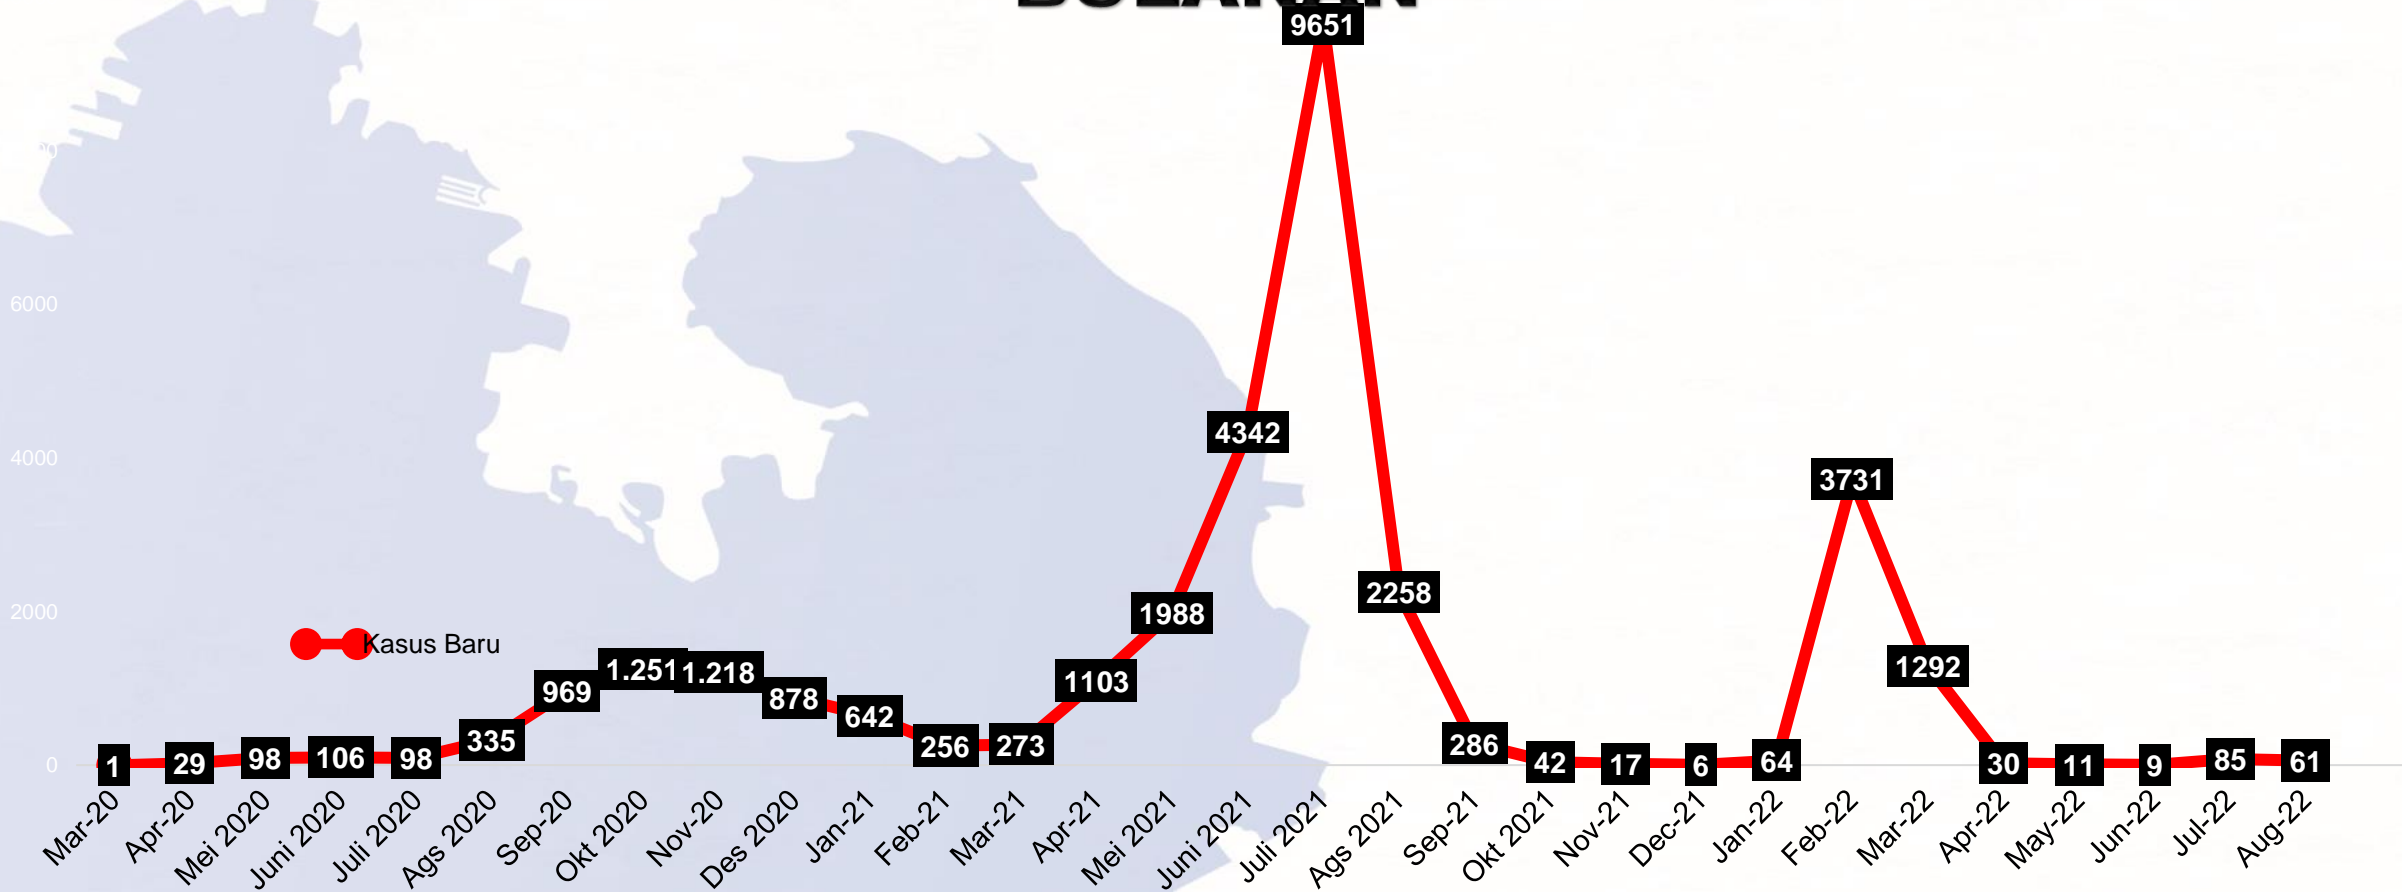 9651
6000
4000
2000
0
Kasus Baru
1
29
98
106
98
335
969
1.251
1.218
878
642
256
273
1103
1988
4342
2258
286
42
17
6
64
3731
1292
30
11
9
85
61
Mar-20
Apr-20
Mei 2020
Juni 2020
Juli 2020
Ags 2020
Sep-20
Okt 2020
Nov-20
Des 2020
Jan-21
Feb-21
Mar-21
Apr-21
Mei 2021
Juni 2021
Juli 2021
Ags 2021
Sep-21
Okt 2021
Nov-21
Dec-21
Jan-22
Feb-22
Mar-22
Apr-22
May-22
Jun-22
Jul-22
Aug-22